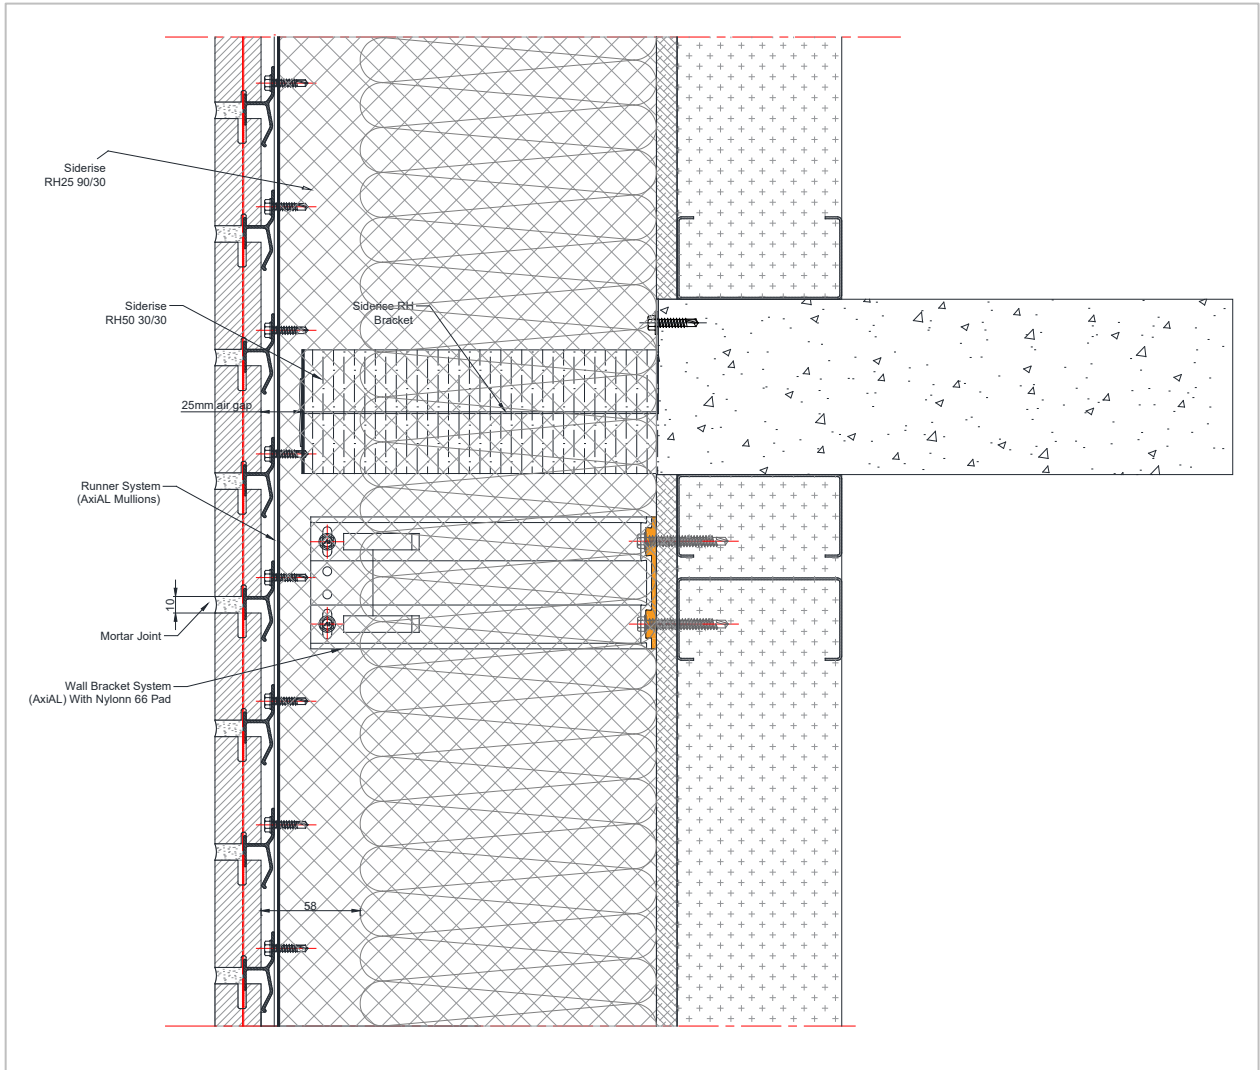 Siderise
RH25 90/30
Siderise
RH50 30/30
Siderise RH
Bracket
25mm air gap
Runner System
(AxiAL Mullions)
10
Mortar Joint
Wall Bracket System
(AxiAL) With Nylonn 66 Pad
58